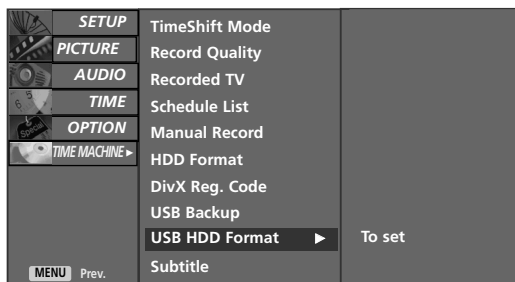 SETUP
PICTURE
AUDIO
TIME
OPTION
TIME MACHINE ►
MENU Prev.
TimeShift Mode
Record Quality
Recorded TV
Schedule List
Manual Record
HDD Format
DivX Reg. Code
USB Backup
USB HDD Format ►
Subtitle
To set